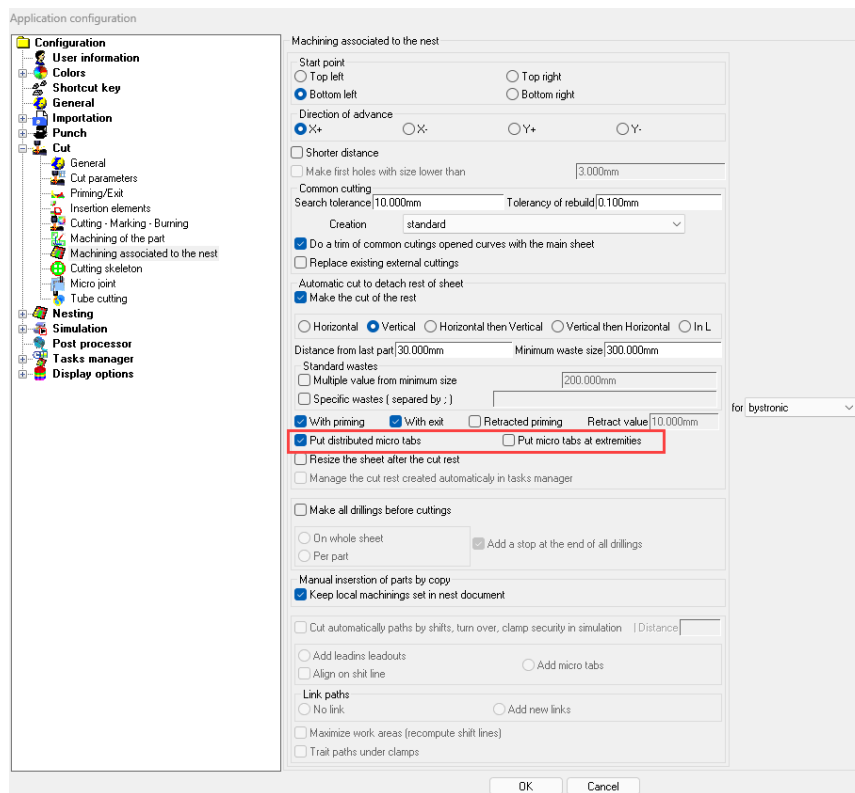 Application configuration
Configuration
User information
Colors
Shortcut key
General
Importation
Punch
Cut
General
Cut parameters
Priming/Exit
Insertion elements
Cutting - Marking - Burning
Machining of the part
Machining associated to the nest
Cutting skeleton
Micro joint
Tube cutting
Nesting
Simulation
Post processor
Tasks manager
Display options
Machining associated to the nest
Start point
Top left Top right
Bottom left Bottom right
Direction of advance
X+ X- Y+ Y-
Shorter distance
Make first holes with size lower than 3.000mm
Common cutting
Search tolerance 10.000mm Tolerancy of rebuild 0.100mm
Creation standard
Do a trim of common cutings opened curves with the main sheet
Replace existing external cuttings
Automatic cut to detach rest of sheet
Make the cut of the rest
Horizontal Vertical Horizontal then Vertical Vertical then Horizontal In L
Distance from last part 30.000mm Minimum waste size 300.000mm
Standard wastes
Multiple value from minimum size 200.000mm
Specific wastes ( separed by ; )
With priming With exit Retracted priming Retract value 10.000mm
Put distributed micro tabs Put micro tabs at extremities
Resize the sheet after the cut rest
Manage the cut rest created automaticaly in tasks manager
Make all drillings before cuttings
On whole sheet
Per part
Add a stop at the end of all drillings
Manual inserstion of parts by copy
Keep local machinings set in nest document
Cut automatically paths by shifts, turn over, clamp security in simulation | Distance
Add leadins leadouts
Add micro tabs
Align on shit line
Link paths
No link Add new links
Maximize work areas (recompute shift lines)
Trait paths under clamps
for bystronic
OK Cancel